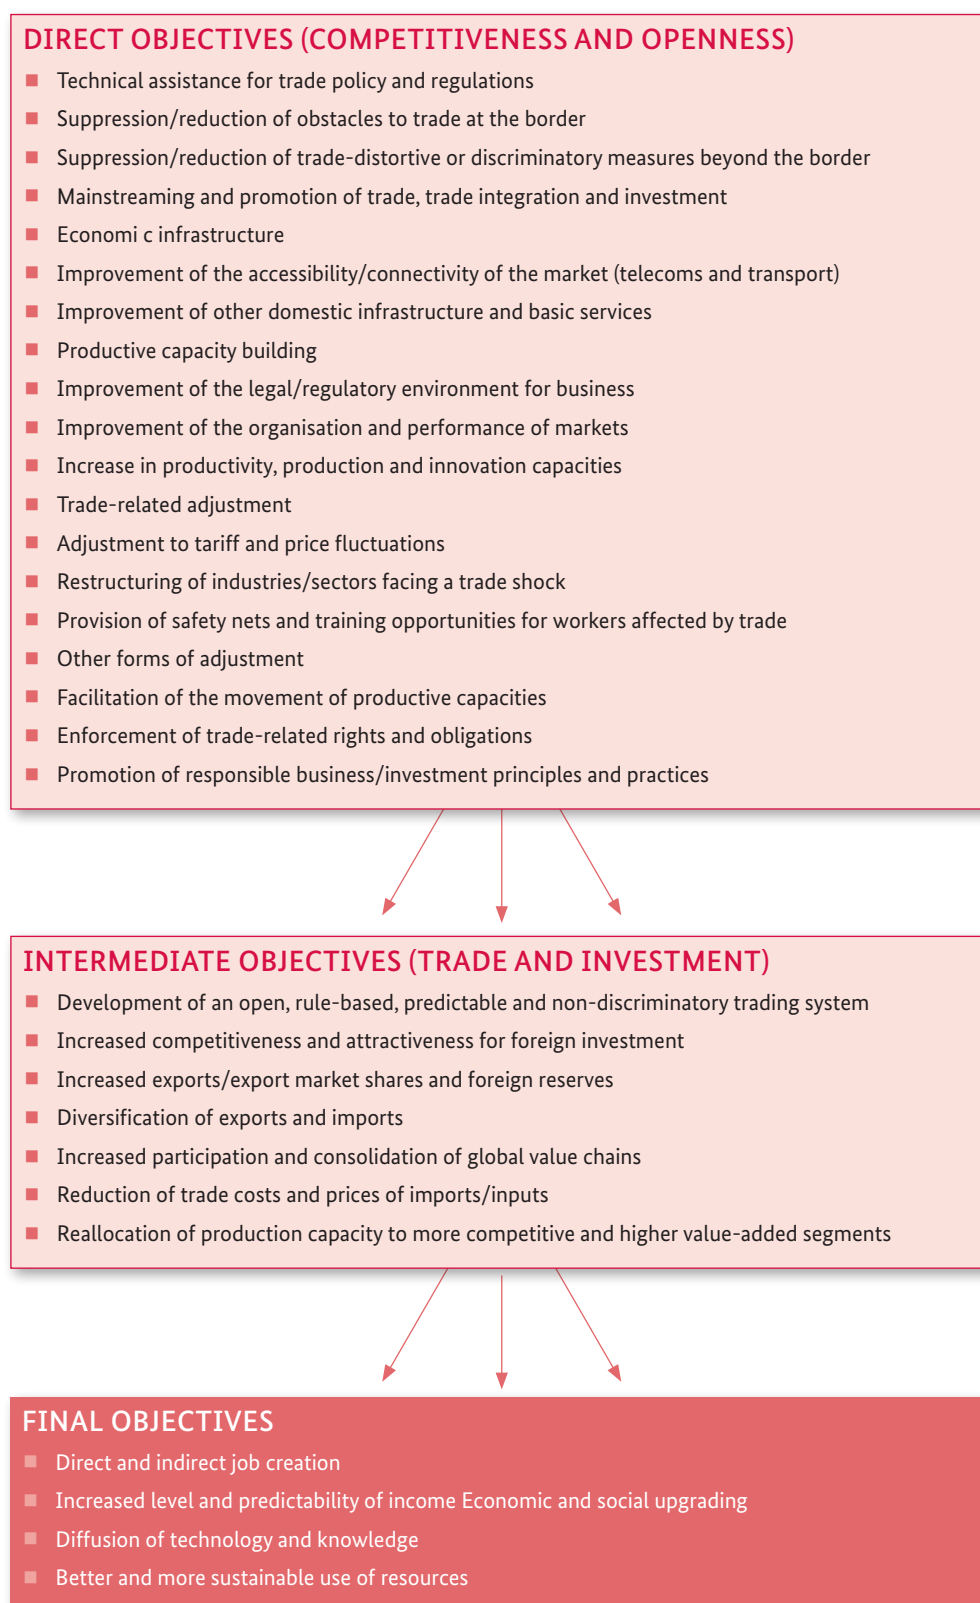 DIRECT OBJECTIVES (COMPETITIVENESS AND OPENNESS)
Technical assistance for trade policy and regulations
Suppression/reduction of obstacles to trade at the border
Suppression/reduction of trade-distortive or discriminatory measures beyond the border
Mainstreaming and promotion of trade, trade integration and investment
Economi c infrastructure
Improvement of the accessibility/connectivity of the market (telecoms and transport)
Improvement of other domestic infrastructure and basic services
Productive capacity building
Improvement of the legal/regulatory environment for business
Improvement of the organisation and performance of markets
Increase in productivity, production and innovation capacities
Trade-related adjustment
Adjustment to tariff and price fluctuations
Restructuring of industries/sectors facing a trade shock
Provision of safety nets and training opportunities for workers affected by trade
Other forms of adjustment
Facilitation of the movement of productive capacities
Enforcement of trade-related rights and obligations
Promotion of responsible business/investment principles and practices
INTERMEDIATE OBJECTIVES (TRADE AND INVESTMENT)
Development of an open, rule-based, predictable and non-discriminatory trading system
Increased competitiveness and attractiveness for foreign investment
Increased exports/export market shares and foreign reserves
Diversification of exports and imports
Increased participation and consolidation of global value chains
Reduction of trade costs and prices of imports/inputs
Reallocation of production capacity to more competitive and higher value-added segments
FINAL OBJECTIVES
Direct and indirect job creation
Increased level and predictability of income Economic and social upgrading
Diffusion of technology and knowledge
Better and more sustainable use of resources